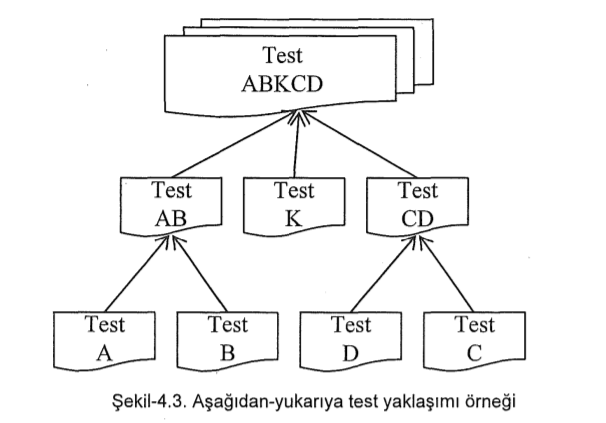 Test
ABKCD
Test
AB
Test
K
Test
CD
Test
A
Test
B
Test
D
Test
C
Şekil-4.3. Aşağıdan-yukarıya test yaklaşımı örneği